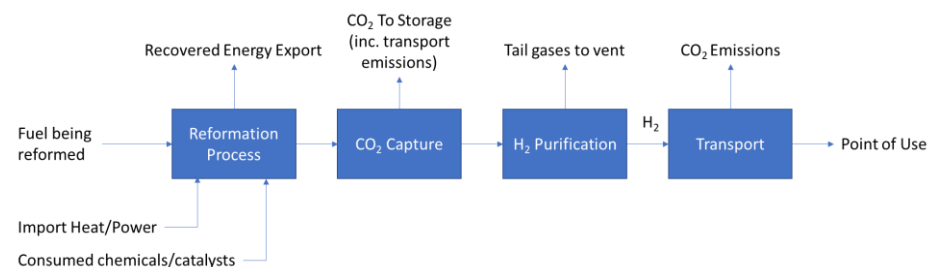 CO₂ To Storage
(inc. transport
emissions)
Recovered Energy Export
Tail gases to vent
CO₂ Emissions
Fuel being
reformed
Reformation
Process
CO₂ Capture
H₂ Purification
H₂
Transport
Point of Use
Import Heat/Power
Consumed chemicals/catalysts